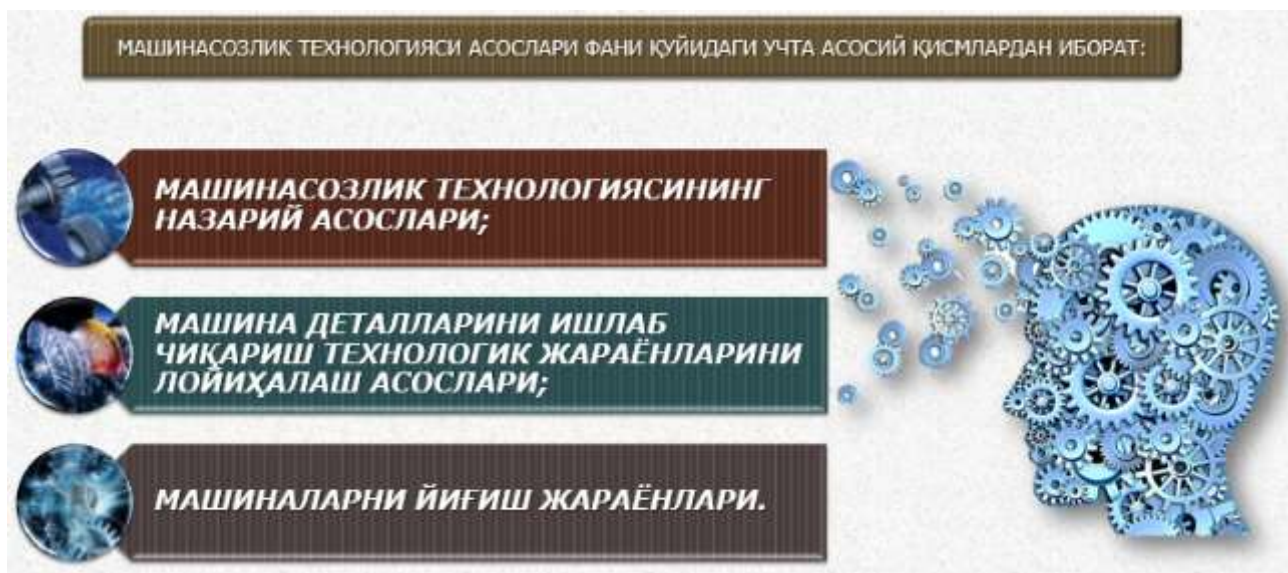 МАШИНАСОЗЛИК ТЕХНОЛОГИЯСИ АСОСЛАРИ ФАНИ ҚУЙИДАГИ УЧТА АСОСИЙ ҚИСМЛАРДАН ИБОРАТ:
МАШИНАСОЗЛИК ТЕХНОЛОГИЯСИНИНГ
НАЗАРИЙ АСОСЛАРИ;
МАШИНА ДЕТАЛЛАРИНИ ИШЛАБ
ЧИҚАРИШ ТЕХНОЛОГИК ЖАРАЁНЛАРИНИ
ЛОЙИҲАЛАШ АСОСЛАРИ;
МАШИНАЛАРНИ ЙИҒИШ ЖАРАЁНЛАРИ.